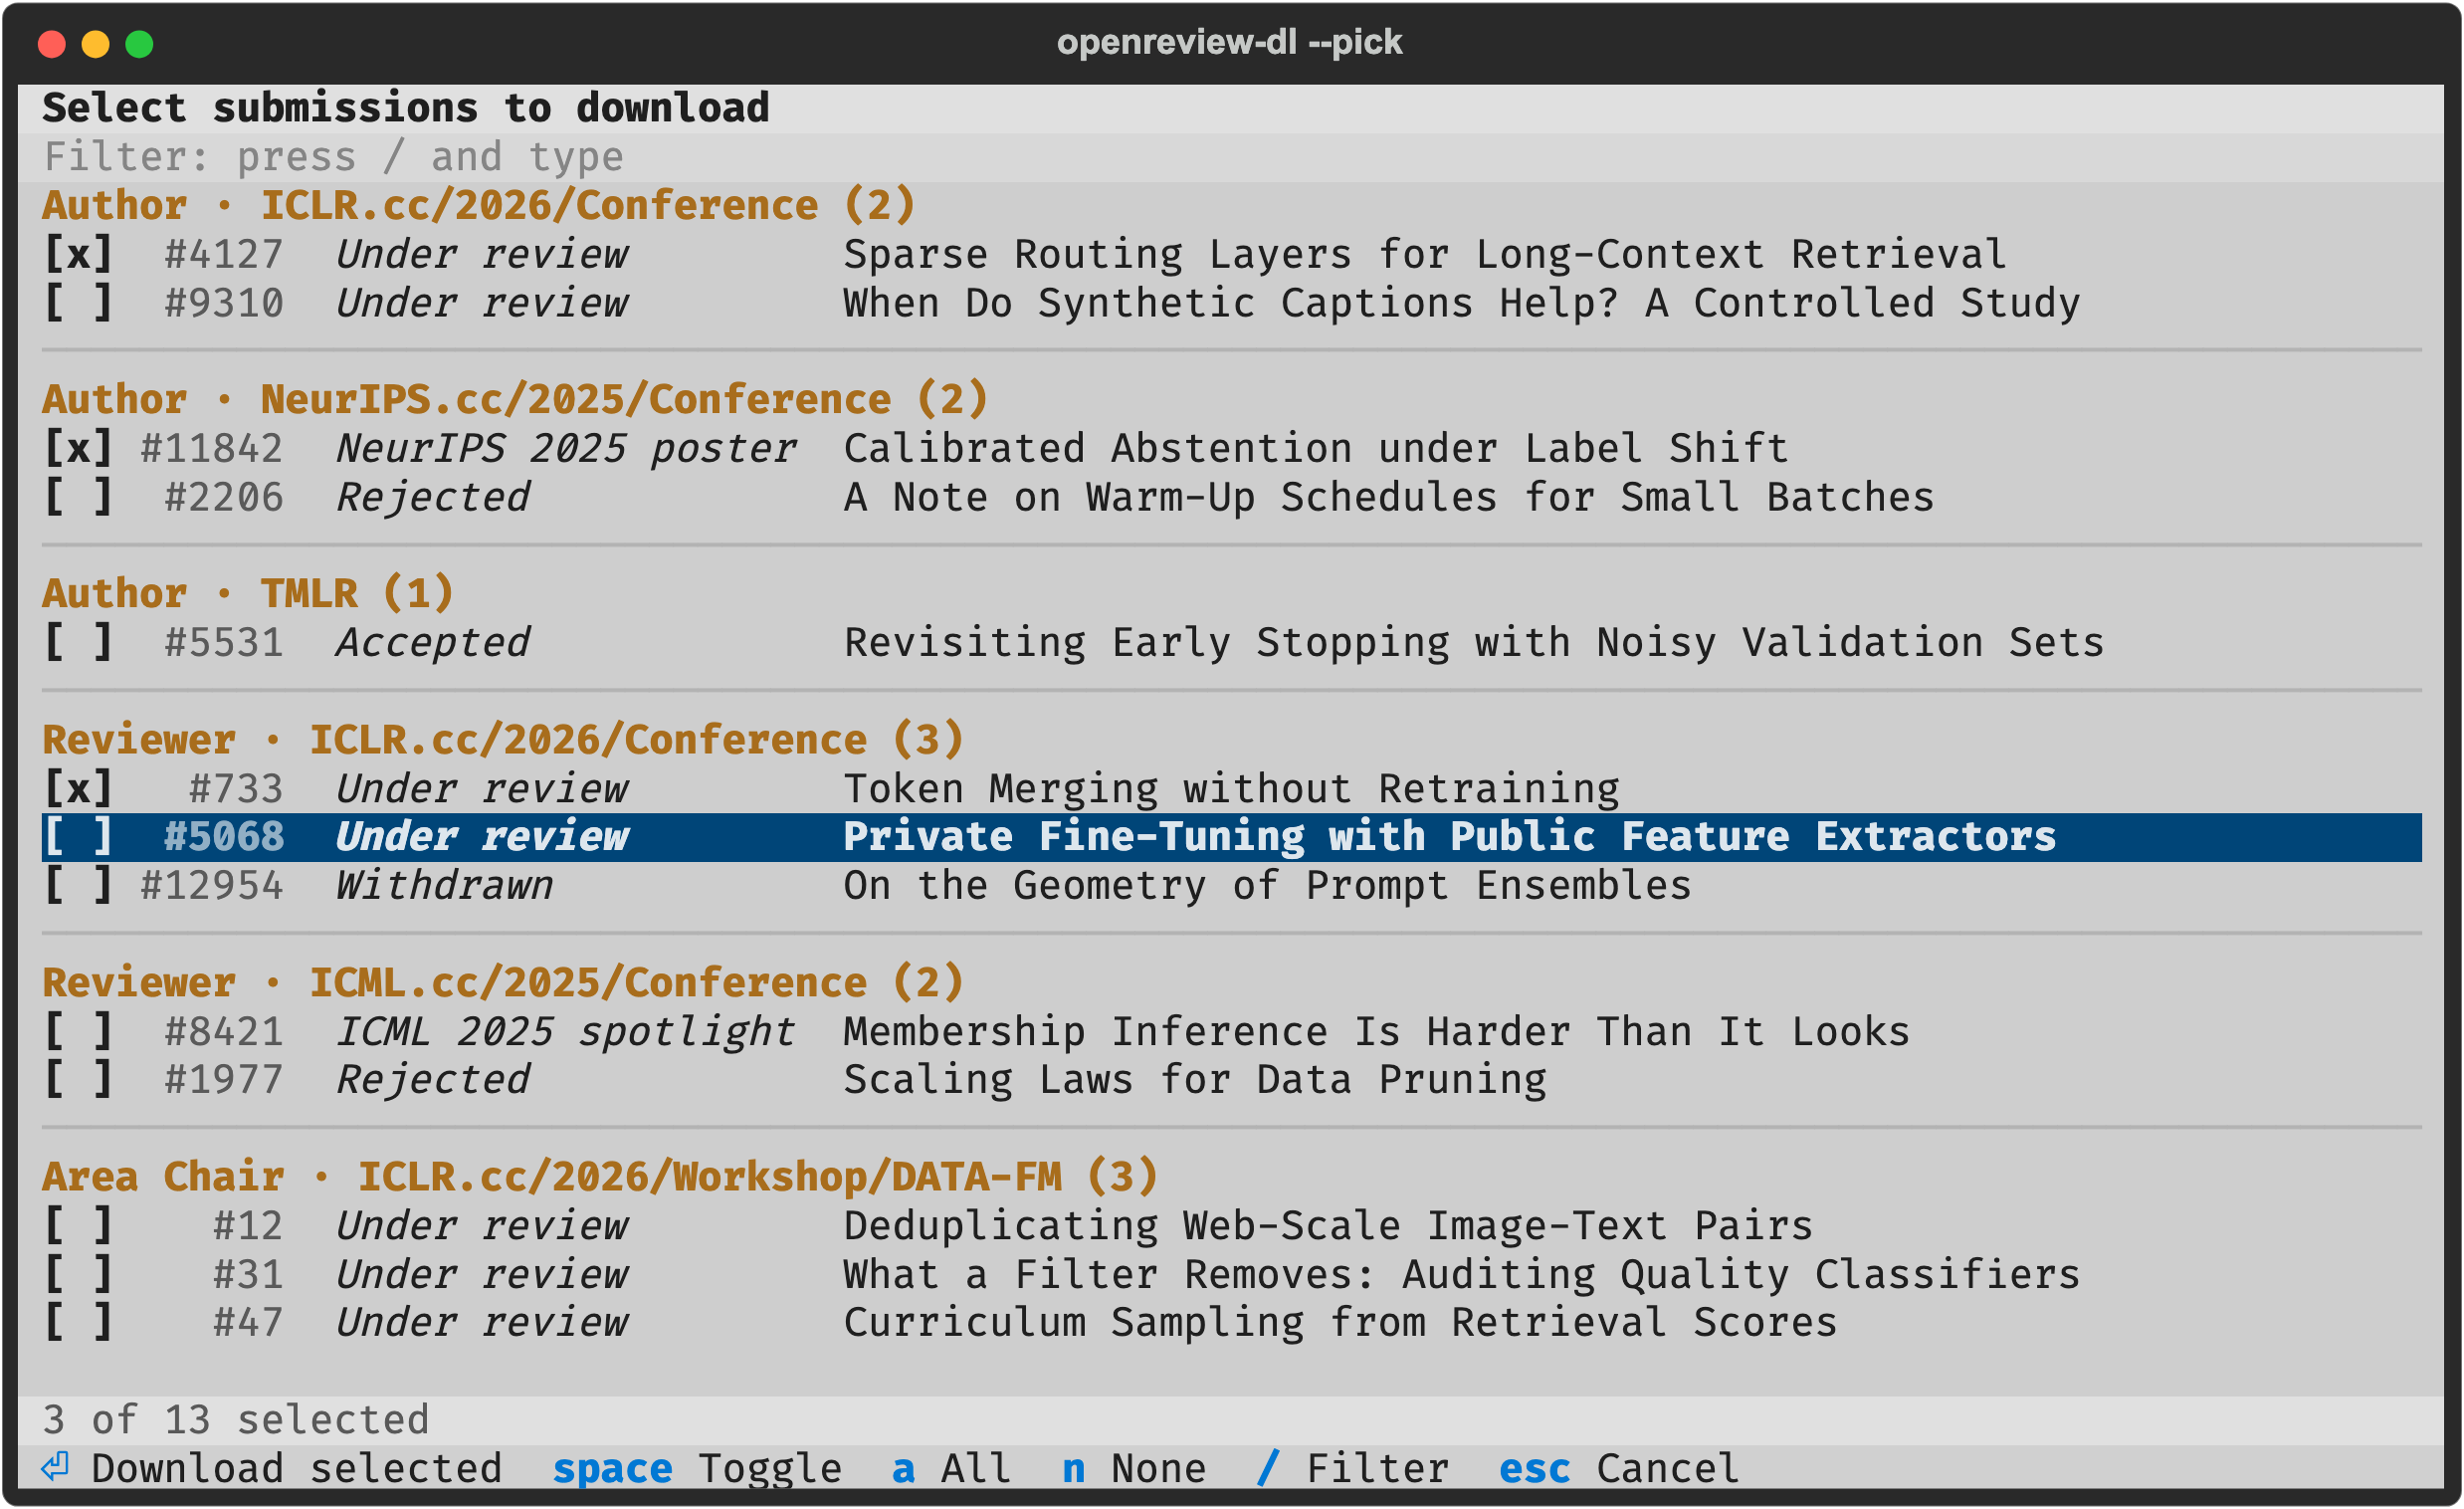 openreview-dl --pick
Select submissions to download
Filter: press / and type
Author · ICLR.cc/2026/Conference (2)
[x] #4127 Under review Sparse Routing Layers for Long-Context Retrieval
[ ] #9310 Under review When Do Synthetic Captions Help? A Controlled Study
Author · NeurIPS.cc/2025/Conference (2)
[x] #11842 NeurIPS 2025 poster Calibrated Abstention under Label Shift
[ ] #2206 Rejected A Note on Warm-Up Schedules for Small Batches
Author · TMLR (1)
[ ] #5531 Accepted Revisiting Early Stopping with Noisy Validation Sets
Reviewer · ICLR.cc/2026/Conference (3)
[x] #733 Under review Token Merging without Retraining
[ ] #5068 Under review Private Fine-Tuning with Public Feature Extractors
[ ] #12954 Withdrawn On the Geometry of Prompt Ensembles
Reviewer · ICML.cc/2025/Conference (2)
[ ] #8421 ICML 2025 spotlight Membership Inference Is Harder Than It Looks
[ ] #1977 Rejected Scaling Laws for Data Pruning
Area Chair · ICLR.cc/2026/Workshop/DATA-FM (3)
[ ] #12 Under review Deduplicating Web-Scale Image-Text Pairs
[ ] #31 Under review What a Filter Removes: Auditing Quality Classifiers
[ ] #47 Under review Curriculum Sampling from Retrieval Scores
3 of 13 selected
⏎ Download selected space Toggle a All n None / Filter esc Cancel